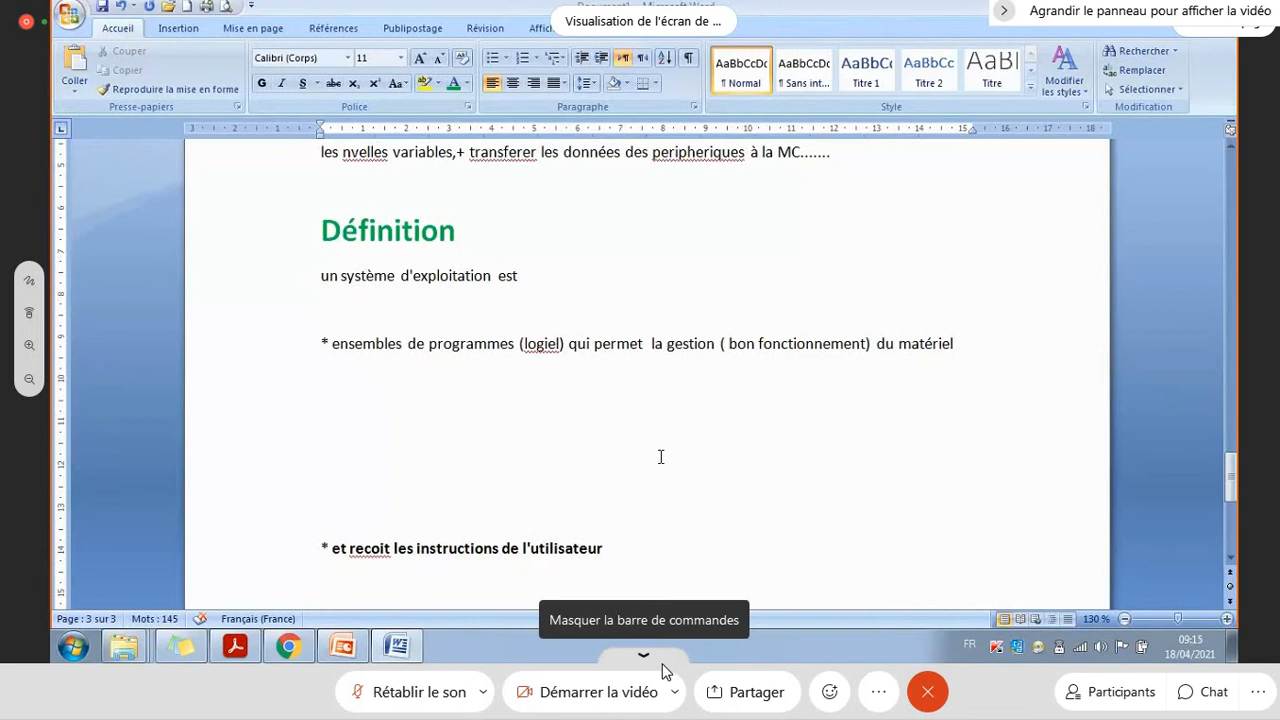 Document1 - Microsoft Word
Visualisation de l'écran de ...
Agrandir le panneau pour afficher la vidéo
Accueil
Insertion
Mise en page
Références
Publipostage
Révision
Coller
Couper
Copier
Reproduire la mise en forme
Presse-papiers
Calibri (Corps)
11
Police
Paragraphe
AaBbCcDc
¶ Normal
AaBbCcDc
¶ Sans int...
AaBbCc
Titre 1
AaBbCc
Titre 2
AaBl
Titre
Modifier
les styles
Style
Rechercher
Remplacer
Sélectionner
Modification
les nvelles variables,+ transferer les données des peripheriques à la MC.......
Définition
un système d'exploitation est
* ensembles de programmes (logiel) qui permet la gestion ( bon fonctionnement) du matériel
* et recoit les instructions de l'utilisateur
Masquer la barre de commandes
Page : 3 sur 3
Mots : 145
Français (France)
130 %
FR
09:15
18/04/2021
Rétablir le son
Démarrer la vidéo
Partager
Participants
Chat